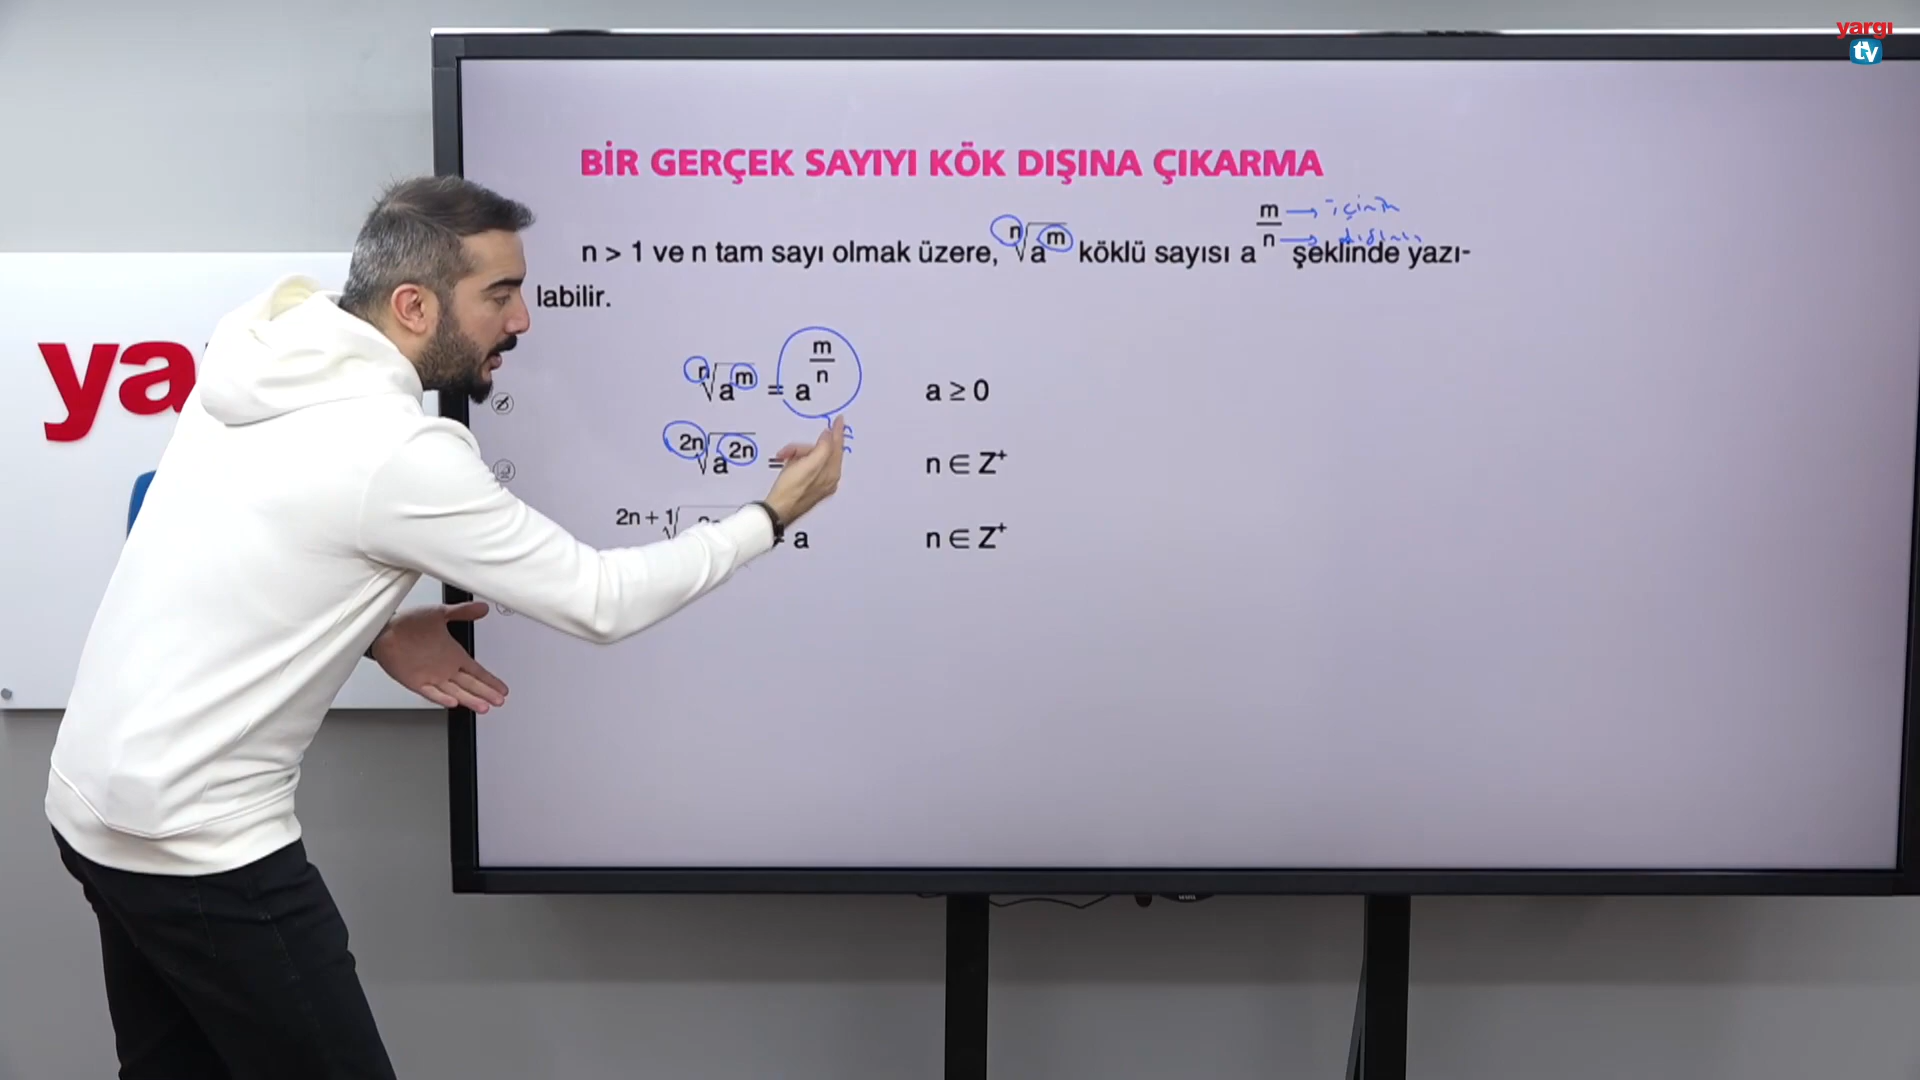 yargı
tv
BİR GERÇEK SAYIYI KÖK DIŞINA ÇIKARMA
m → içinin
n > 1 ve n tam sayı olmak üzere, ⁿ√aᵐ köklü sayısı a^(m/n) şeklinde yazı-
labilir.
ya
ⁿ√aᵐ = a^(m/n) a ≥ 0
²ⁿ√a²ⁿ = n ∈ Z⁺
2n + 1√ = a n ∈ Z⁺